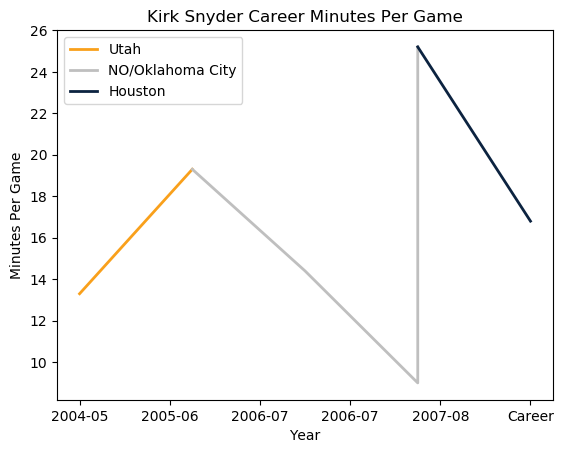 Kirk Snyder Career Minutes Per Game
26
24
22
20
18
16
14
12
10
Minutes Per Game
Utah
NO/Oklahoma City
Houston
2004-05 2005-06 2006-07 2006-07 2007-08 Career
Year